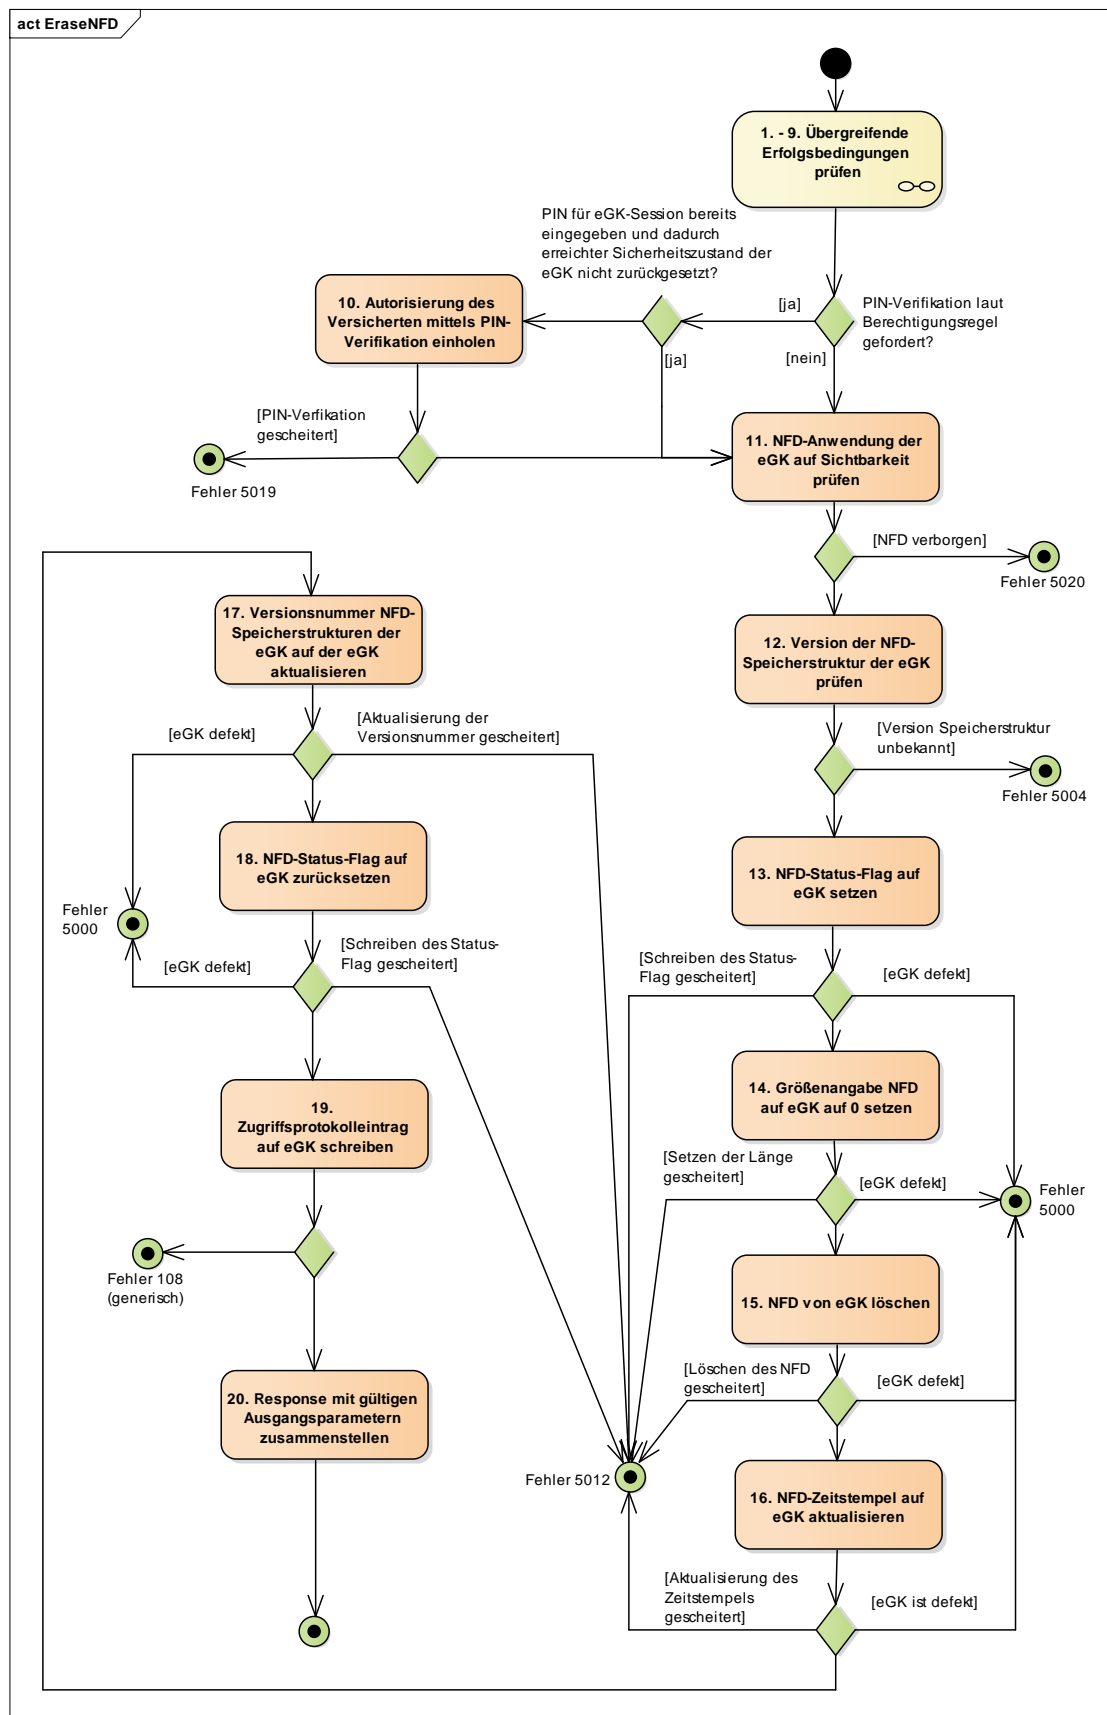 act EraseNFD
1. - 9. Übergreifende
Erfolgsbedingungen
prüfen
PIN für eGK-Session bereits
eingegeben und dadurch
erreichter Sicherheitszustand der
eGK nicht zurückgesetzt?
10. Autorisierung des
Versicherten mittels PIN-
Verifikation einholen
[ja]
PIN-Verifikation laut
Berechtigungsregel
gefordert?
[ja]
[nein]
[PIN-Verfikation
gescheitert]
Fehler 5019
11. NFD-Anwendung der
eGK auf Sichtbarkeit
prüfen
[NFD verborgen]
Fehler 5020
12. Version der NFD-
Speicherstruktur der eGK
prüfen
[Version Speicherstruktur
unbekannt]
Fehler 5004
13. NFD-Status-Flag auf
eGK setzen
[Schreiben des Status-
Flag gescheitert]
[eGK defekt]
14. Größenangabe NFD
auf eGK auf 0 setzen
[Setzen der Länge
gescheitert]
[eGK defekt]
Fehler
5000
15. NFD von eGK löschen
[Löschen des NFD
gescheitert]
[eGK defekt]
Fehler 5012
16. NFD-Zeitstempel auf
eGK aktualisieren
[Aktualisierung des
Zeitstempels
gescheitert]
[eGK ist defekt]
17. Versionsnummer NFD-
Speicherstrukturen der
eGK auf der eGK
aktualisieren
[eGK defekt]
[Aktualisierung der
Versionsnummer gescheitert]
18. NFD-Status-Flag auf
eGK zurücksetzen
Fehler
5000
[eGK defekt]
[Schreiben des Status-
Flag gescheitert]
19.
Zugriffsprotokolleintrag
auf eGK schreiben
Fehler 108
(generisch)
20. Response mit gültigen
Ausgangsparametern
zusammenstellen